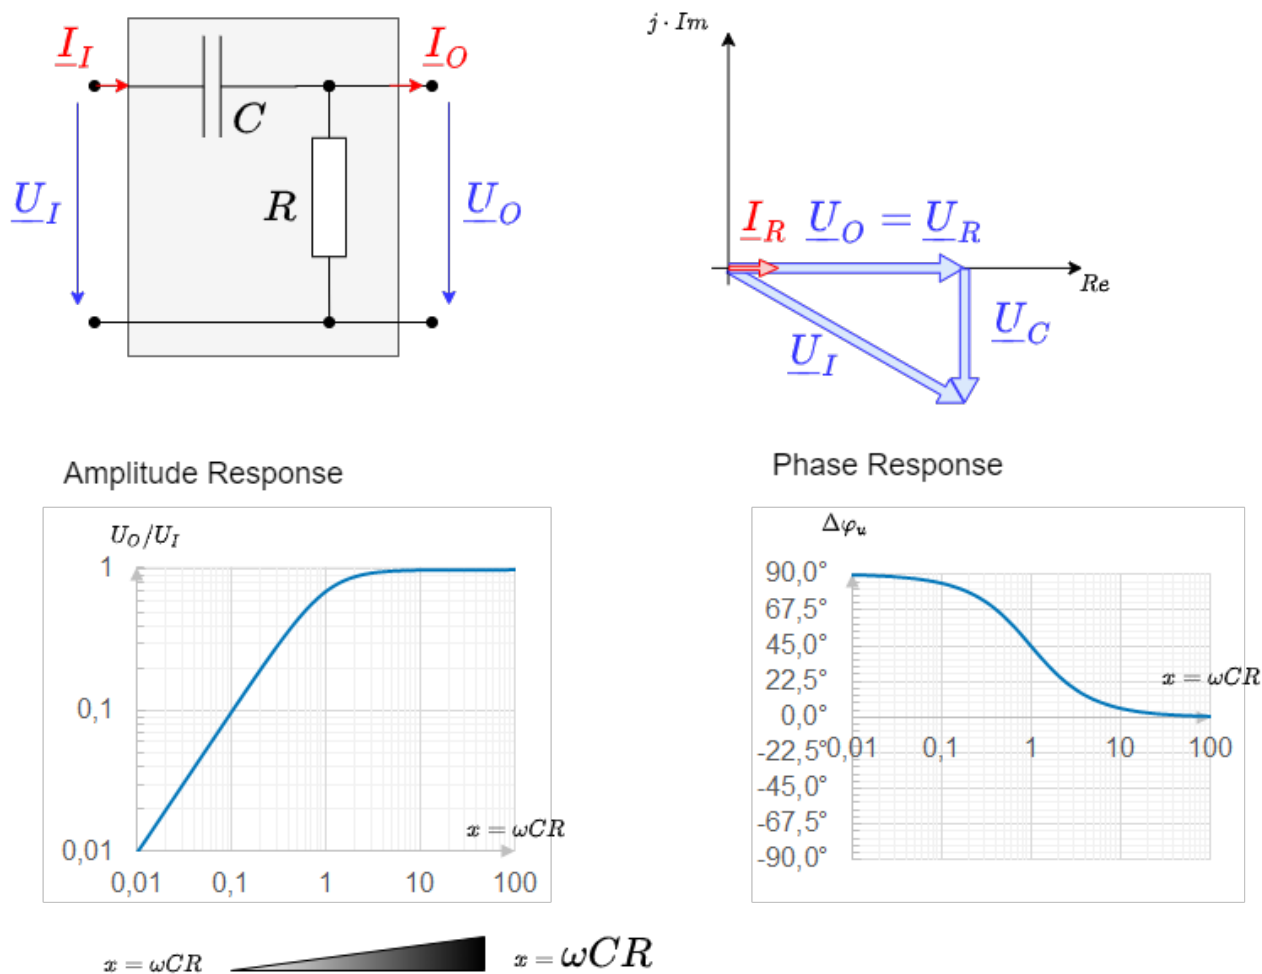 I_I
I_O
C
U_I
R
U_O
j · Im
I_R U_O = U_R
Re
U_C
U_I
Amplitude Response
U_O/U_I
1
0,1
0,01
x = ωCR
0,01 0,1 1 10 100
Phase Response
Δφ_u
90,0°
67,5°
45,0°
22,5°
x = ωCR
0,0°
-22,5° 0,01 0,1 1 10 100
-45,0°
-67,5°
-90,0°
x = ωCR x = ωCR